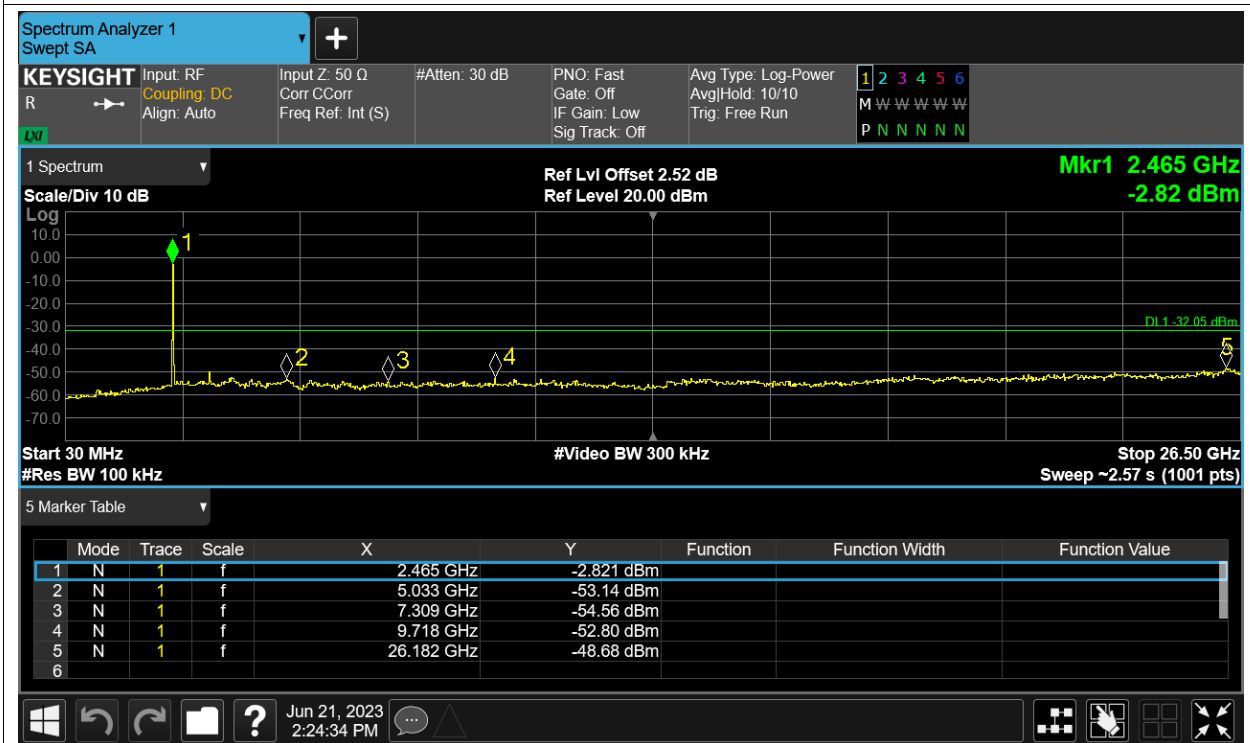 Spectrum Analyzer 1
Swept SA
KEYSIGHT
R
LXI
Input: RF
Coupling: DC
Align: Auto
Input Z: 50 Ω
Corr CCorr
Freq Ref: Int (S)
#Atten: 30 dB
PNO: Fast
Gate: Off
IF Gain: Low
Sig Track: Off
Avg Type: Log-Power
Avg|Hold: 10/10
Trig: Free Run
1 2 3 4 5 6
M W W W W W
P N N N N N
1 Spectrum
Scale/Div 10 dB
Ref Lvl Offset 2.52 dB
Ref Level 20.00 dBm
Mkr1 2.465 GHz
-2.82 dBm
Log
10.0
0.00
-10.0
-20.0
-30.0
-40.0
-50.0
-60.0
-70.0
1
DL1 -32.05 dBm
2
3
4
5
Start 30 MHz
#Res BW 100 kHz
#Video BW 300 kHz
Stop 26.50 GHz
Sweep ~2.57 s (1001 pts)
5 Marker Table
Mode Trace Scale X Y Function Function Width Function Value
1 N 1 f 2.465 GHz -2.821 dBm
2 N 1 f 5.033 GHz -53.14 dBm
3 N 1 f 7.309 GHz -54.56 dBm
4 N 1 f 9.718 GHz -52.80 dBm
5 N 1 f 26.182 GHz -48.68 dBm
6
?
Jun 21, 2023
2:24:34 PM